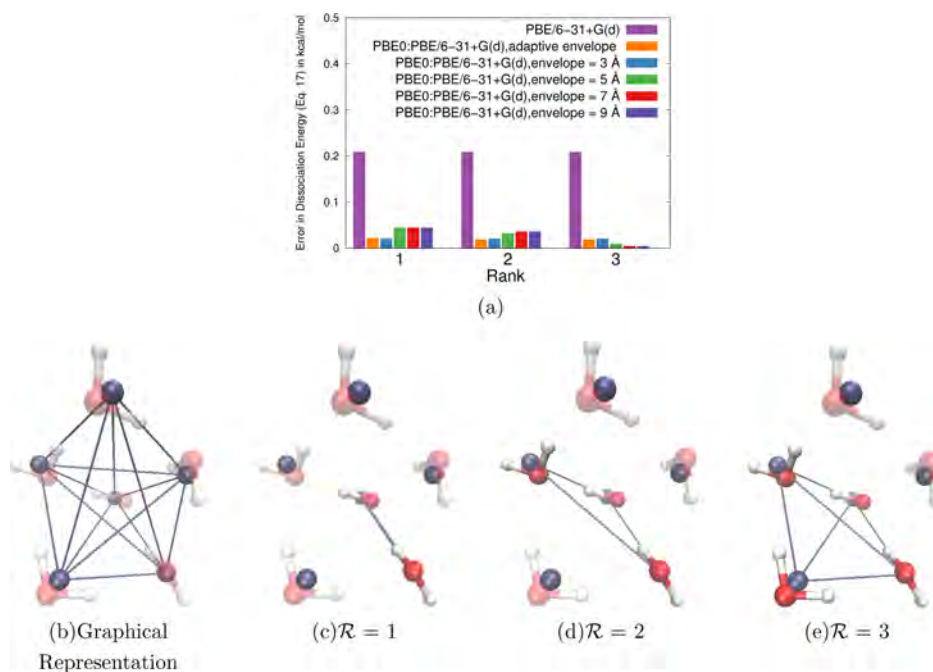 0.5
0.4
0.3
0.2
0.1
0
Error in Dissociation Energy (Eq. 17) in kcal/mol
PBE/6−31+G(d)
PBE0:PBE/6−31+G(d),adaptive envelope
PBE0:PBE/6−31+G(d),envelope = 3 Å
PBE0:PBE/6−31+G(d),envelope = 5 Å
PBE0:PBE/6−31+G(d),envelope = 7 Å
PBE0:PBE/6−31+G(d),envelope = 9 Å
1 2 3
Rank
(a)
(b)Graphical
Representation
(c)ℛ = 1
(d)ℛ = 2
(e)ℛ = 3